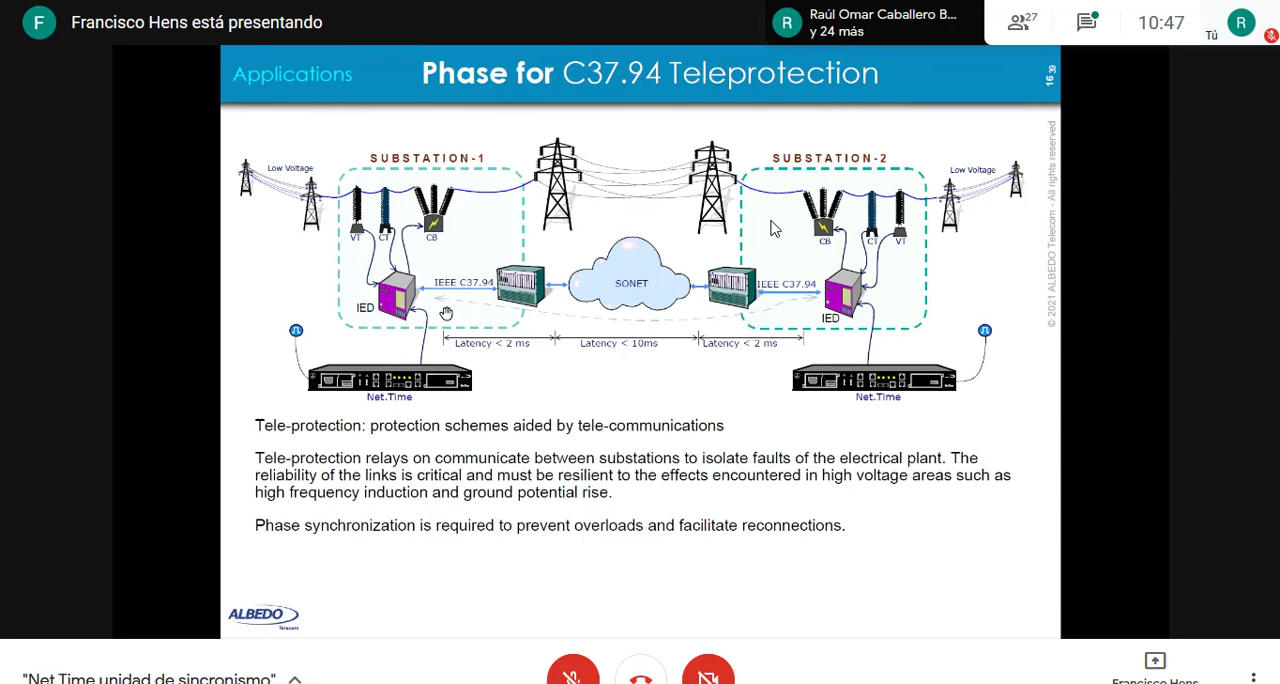 F
Francisco Hens está presentando
R
Raúl Omar Caballero B...
y 24 más
27
10:47
Tú
R
Applications
Phase for C37.94 Teleprotection
16
39
SUBSTATION-1
SUBSTATION-2
Low Voltage
Low Voltage
VT
CT
CB
CB
CT
VT
IEEE C37.94
SONET
IEEE C37.94
IED
IED
Latency < 2 ms
Latency < 10ms
Latency < 2 ms
Net.Time
Net.Time
© 2021 ALBEDO Telecom - All rights reserved
Tele-protection: protection schemes aided by tele-communications
Tele-protection relays on communicate between substations to isolate faults of the electrical plant. The
reliability of the links is critical and must be resilient to the effects encountered in high voltage areas such as
high frequency induction and ground potential rise.
Phase synchronization is required to prevent overloads and facilitate reconnections.
ALBEDO
Telecom
"Net Time unidad de sincronismo"
Francisco Hens